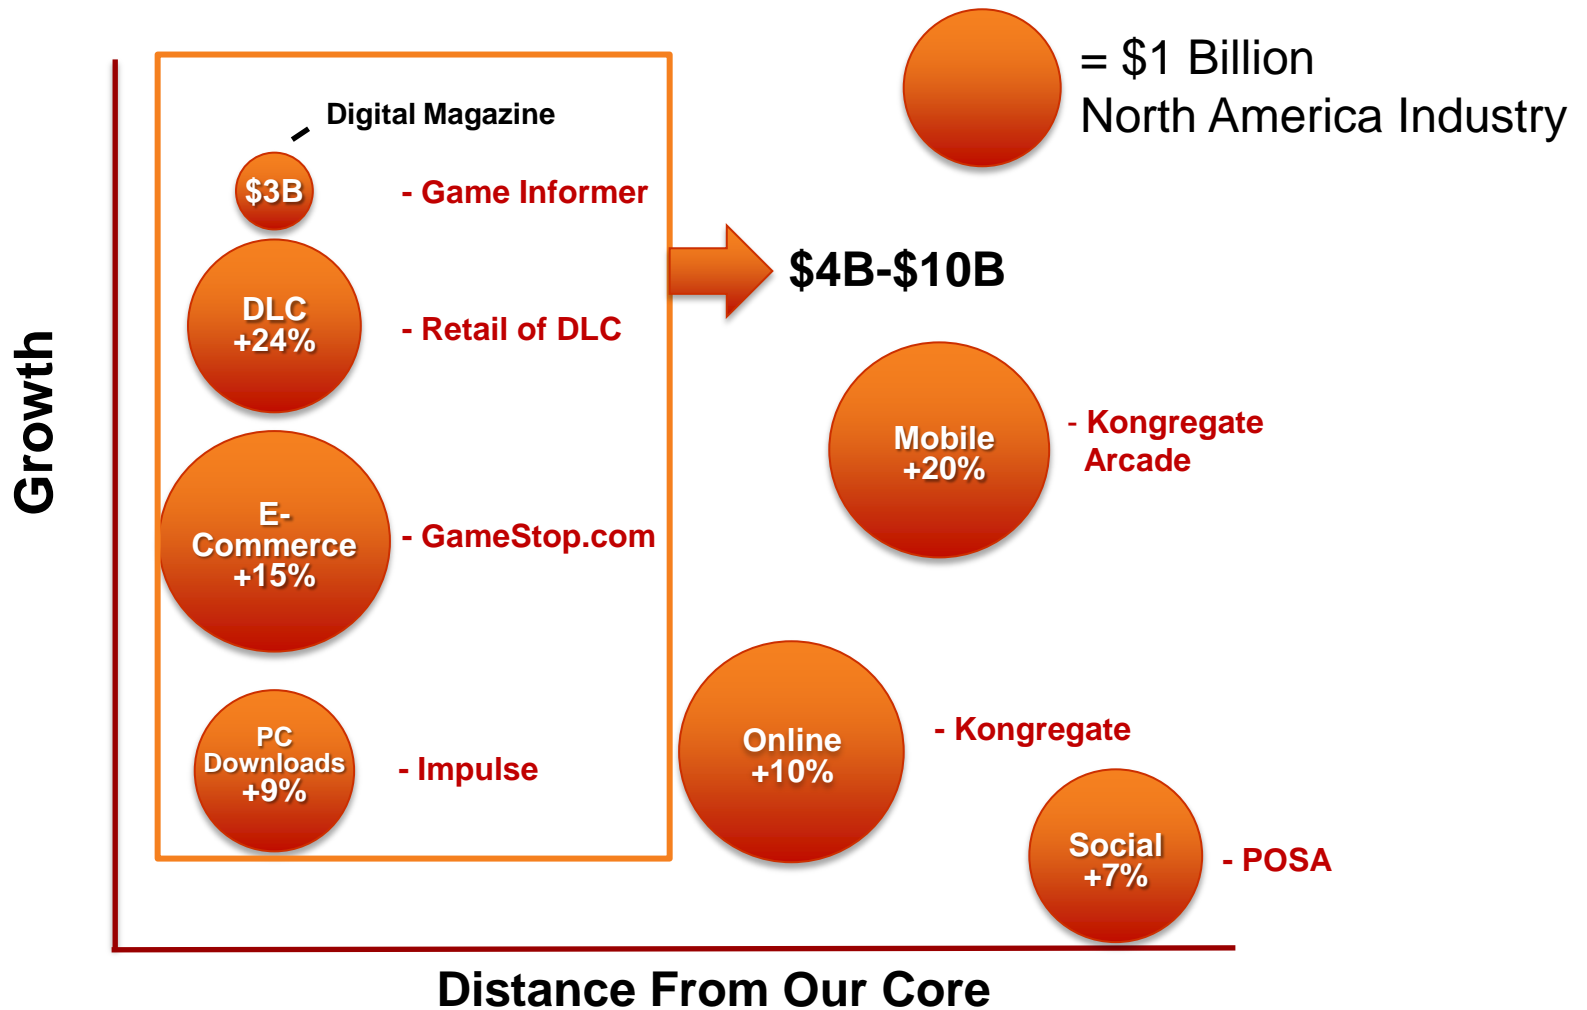 = $1 Billion
North America Industry
Digital Magazine
$3B
- Game Informer
$4B-$10B
DLC
+24%
- Retail of DLC
Growth
Mobile
+20%
- Kongregate
Arcade
E-
Commerce
+15%
- GameStop.com
PC
Downloads
+9%
- Impulse
Online
+10%
- Kongregate
Social
+7%
- POSA
Distance From Our Core